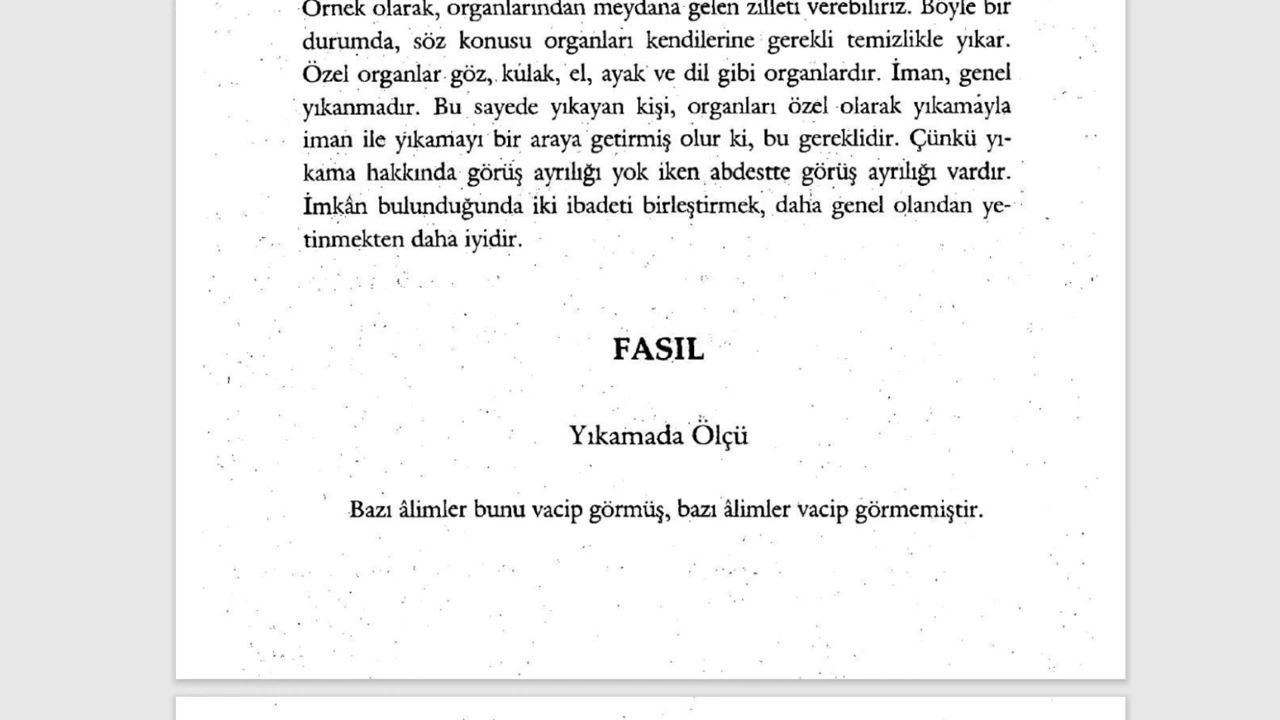 Örnek olarak, organlarından meydana gelen zilleti verebiliriz. Böyle bir
durumda, söz konusu organları kendilerine gerekli temizlikle yıkar.
Özel organlar göz, kulak, el, ayak ve dil gibi organlardır. İman, genel
yıkanmadır. Bu sayede yıkayan kişi, organları özel olarak yıkamayla
iman ile yıkamayı bir araya getirmiş olur ki, bu gereklidir. Çünkü yı-
kama hakkında görüş ayrılığı yok iken abdestte görüş ayrılığı vardır.
İmkân bulunduğunda iki ibadeti birleştirmek, daha genel olandan ye-
tinmekten daha iyidir.
FASIL
Yıkamada Ölçü
Bazı âlimler bunu vacip görmüş, bazı âlimler vacip görmemiştir.